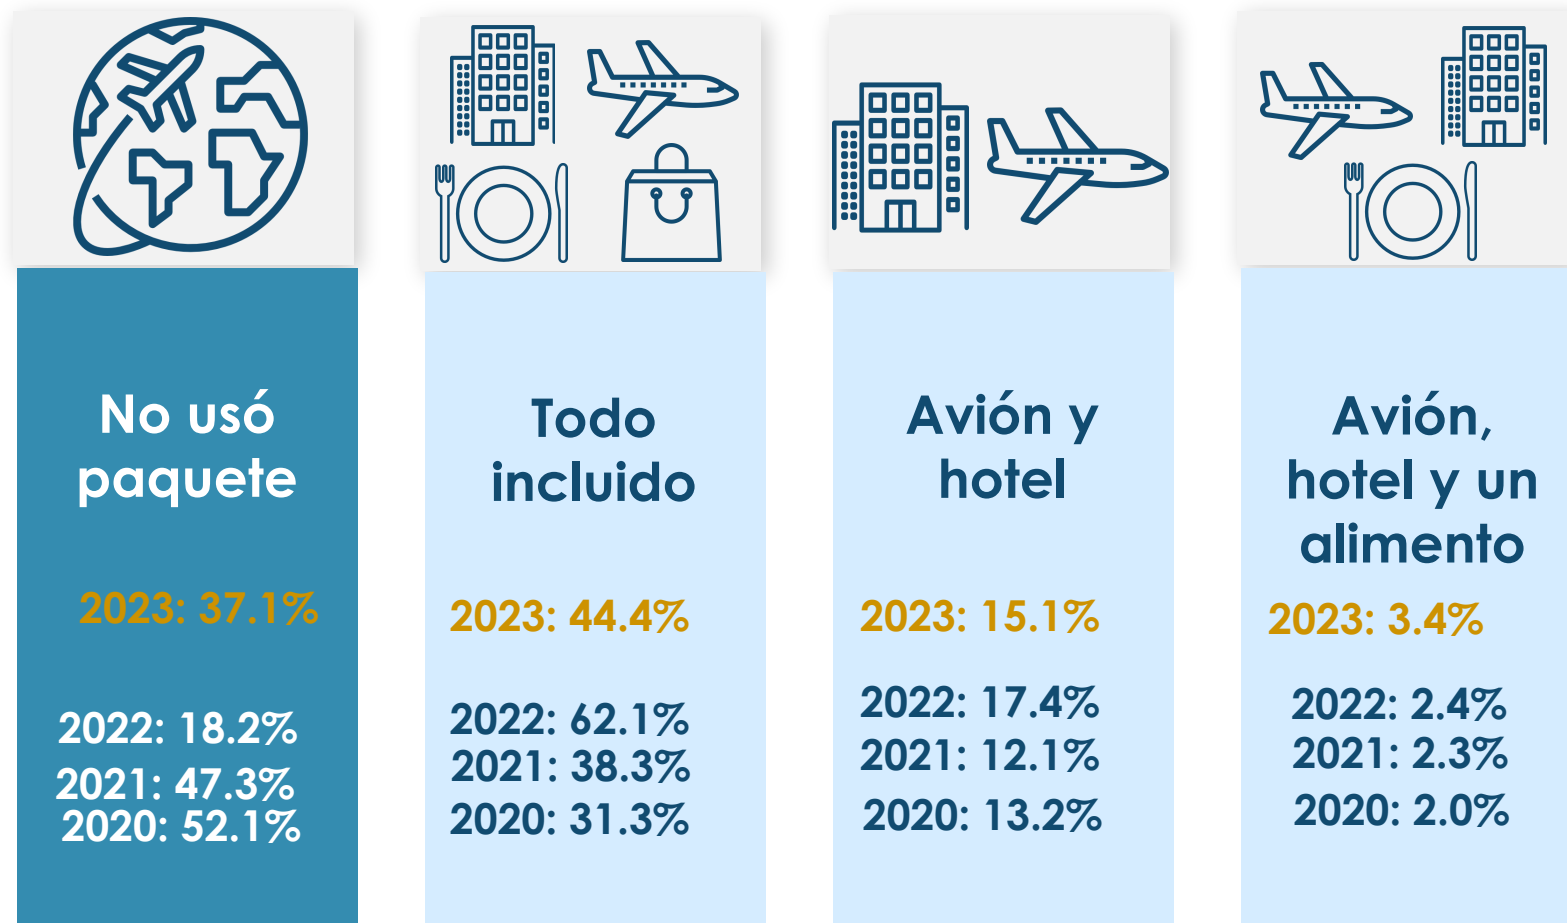 No usó
paquete
2023: 37.1%
2022: 18.2%
2021: 47.3%
2020: 52.1%
Todo
incluido
2023: 44.4%
2022: 62.1%
2021: 38.3%
2020: 31.3%
Avión y
hotel
2023: 15.1%
2022: 17.4%
2021: 12.1%
2020: 13.2%
Avión,
hotel y un
alimento
2023: 3.4%
2022: 2.4%
2021: 2.3%
2020: 2.0%